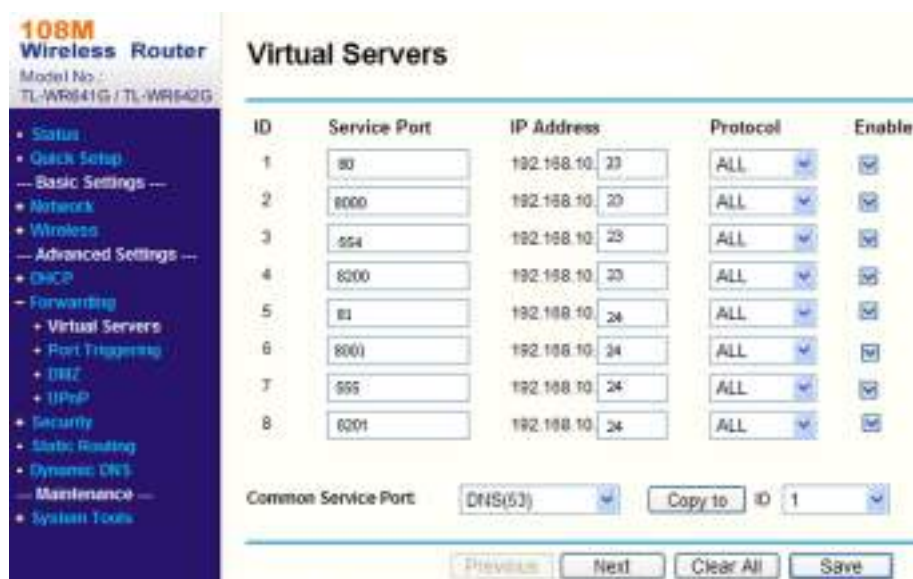 108M
Wireless Router
Model No.:
TL-WR641G / TL-WR642G
Status
Quick Setup
--- Basic Settings ---
Network
Wireless
--- Advanced Settings ---
DHCP
Forwarding
Virtual Servers
Port Triggering
DMZ
UPnP
Security
Static Routing
Dynamic DNS
--- Maintenance ---
System Tools
Virtual Servers
ID Service Port IP Address Protocol Enable
1 80 192.168.10. 23 ALL
2 8000 192.168.10. 23 ALL
3 554 192.168.10. 23 ALL
4 8200 192.168.10. 23 ALL
5 81 192.168.10. 24 ALL
6 8001 192.168.10. 24 ALL
7 555 192.168.10. 24 ALL
8 8201 192.168.10. 24 ALL
Common Service Port: DNS(53) Copy to ID 1
Previous Next Clear All Save